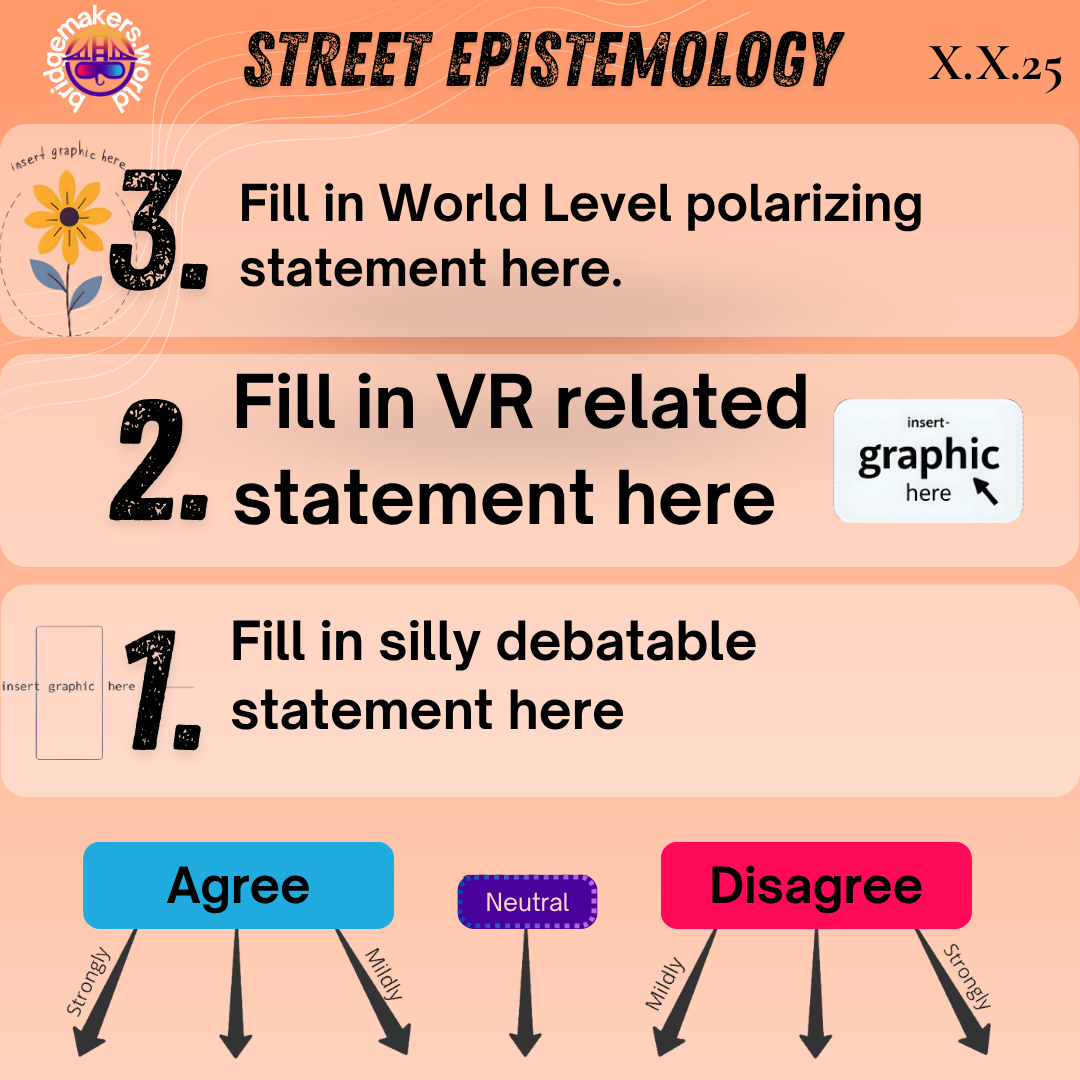 bridgemakers.world
STREET EPISTEMOLOGY
X.X.25
insert graphic here
3.
Fill in World Level polarizing
statement here.
2.
Fill in VR related
statement here
insert-
graphic
here
insert graphic here
1.
Fill in silly debatable
statement here
Agree
Neutral
Disagree
Strongly
Mildly
Mildly
Strongly